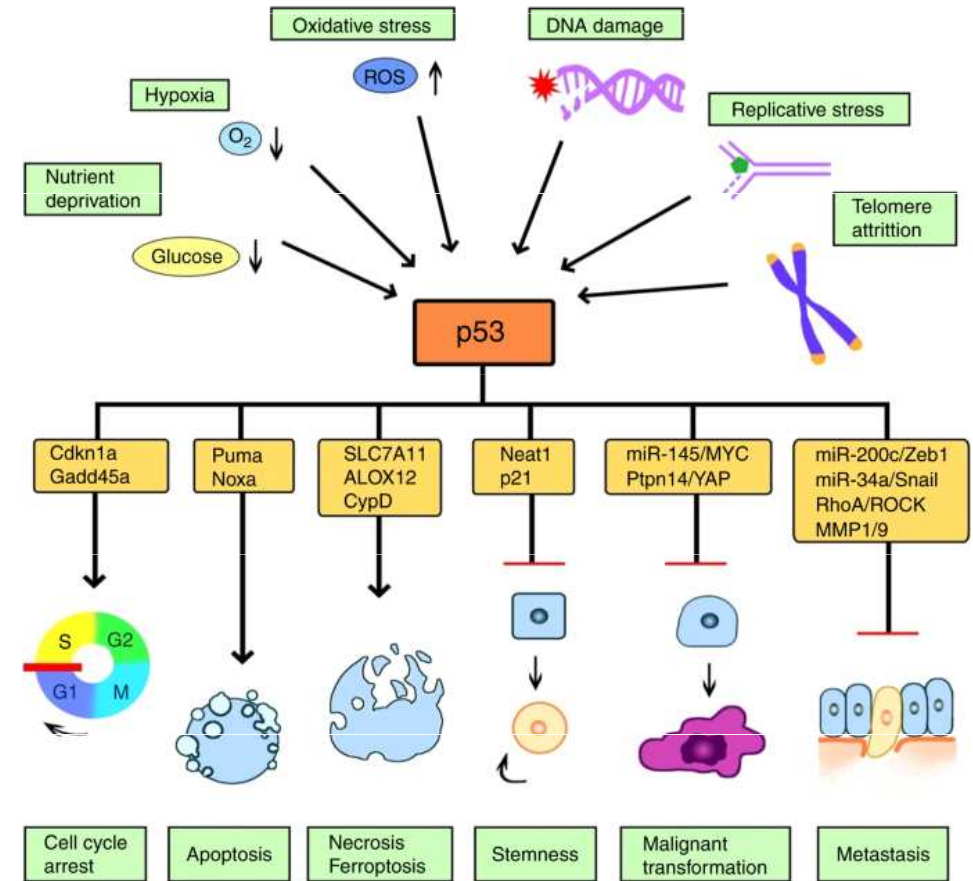 Oxidative stress
DNA damage
ROS
Hypoxia
O2
Replicative stress
Nutrient
deprivation
Telomere
attrittion
Glucose
p53
Cdkn1a
Gadd45a
Puma
Noxa
SLC7A11
ALOX12
CypD
Neat1
p21
miR-145/MYC
Ptpn14/YAP
miR-200c/Zeb1
miR-34a/Snail
RhoA/ROCK
MMP1/9
S
G2
G1
M
Cell cycle
arrest
Apoptosis
Necrosis
Ferroptosis
Stemness
Malignant
transformation
Metastasis